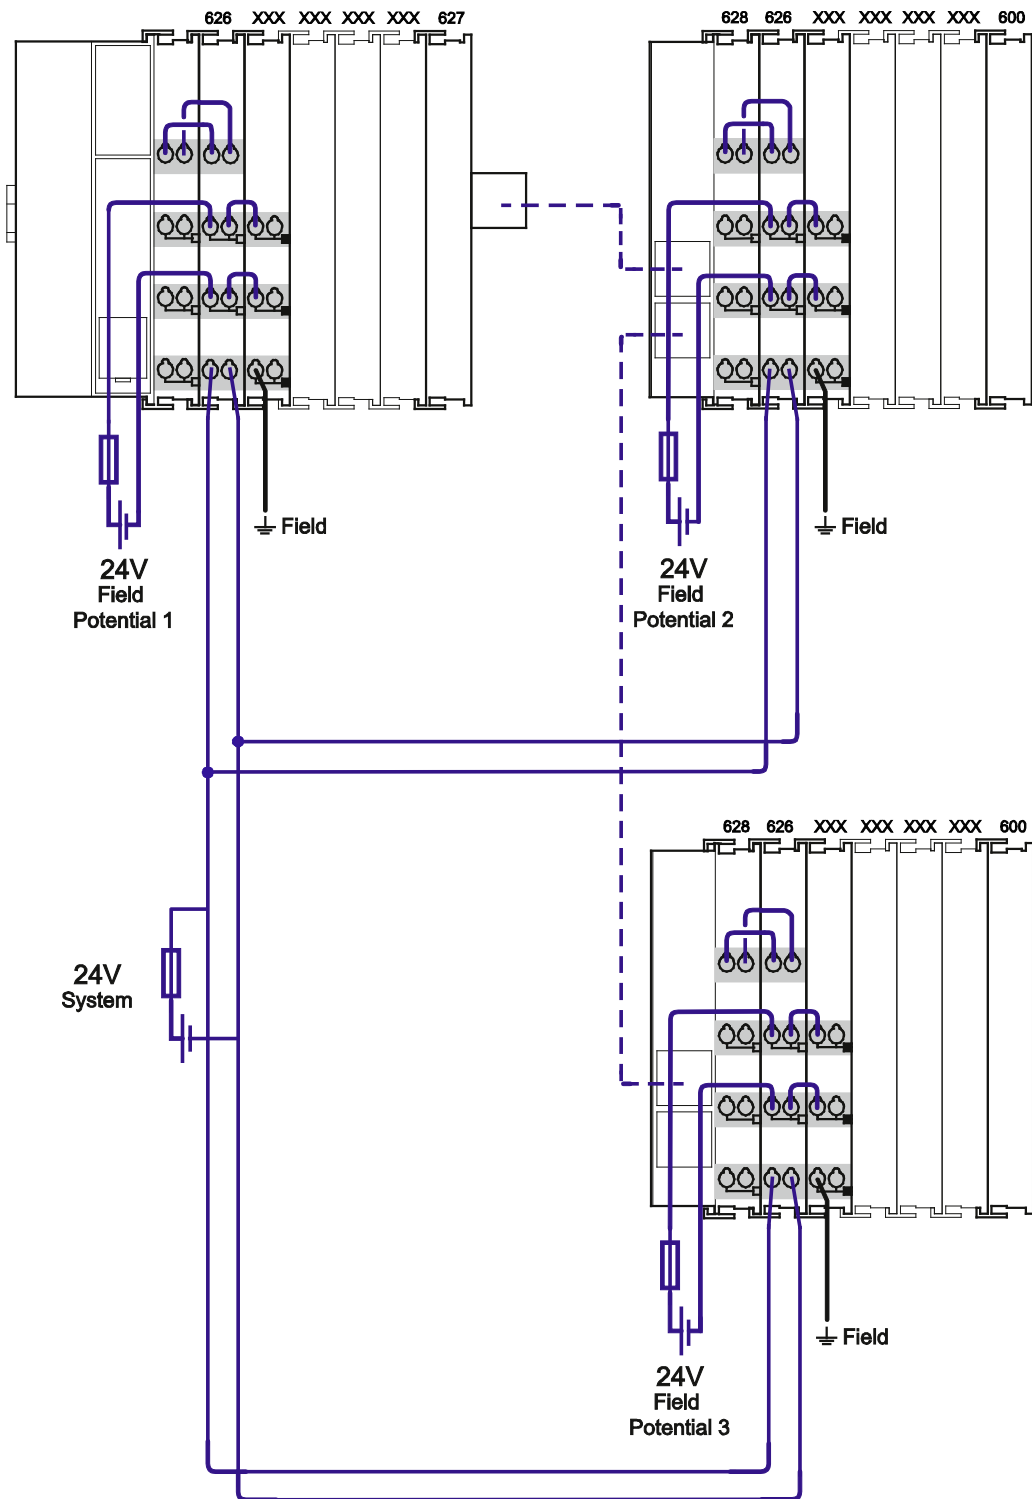 626 XXX XXX XXX XXX 627
628 626 XXX XXX XXX XXX 600
Field
24V
Field
Potential 1
Field
24V
Field
Potential 2
628 626 XXX XXX XXX XXX 600
24V
System
Field
24V
Field
Potential 3